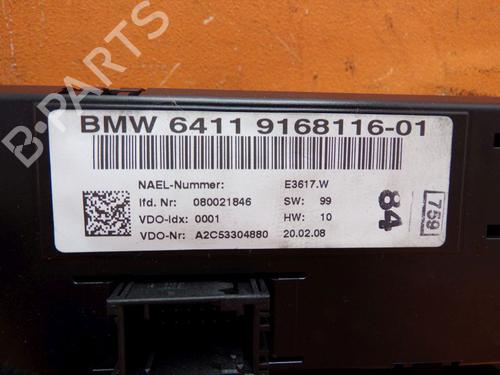 B-PARTS
BMW 6411 9168116-01
NAEL-Nummer: E3617.W
lfd. Nr: 080021846 SW: 99
VDO-Idx: 0001 HW: 10
VDO-Nr: A2C53304880 20.02.08
84
759